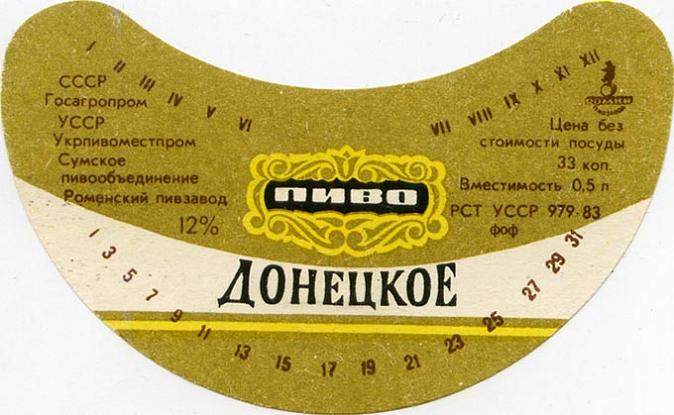 I II III IV V VI
VII VIII IX X XI XII
СССР
Госагропром
УССР
Укрпивоместпром
Сумское
пивообъединение
Роменский пивзавод
12%
РОМНИ
Цена без
стоимости посуды
33 коп.
Вместимость 0,5 л
РСТ УССР 979-83
фоф
ПИВО
ДОНЕЦКОЕ
1 3 5 7 9 11 13 15 17 19 21 23 25 27 29 31